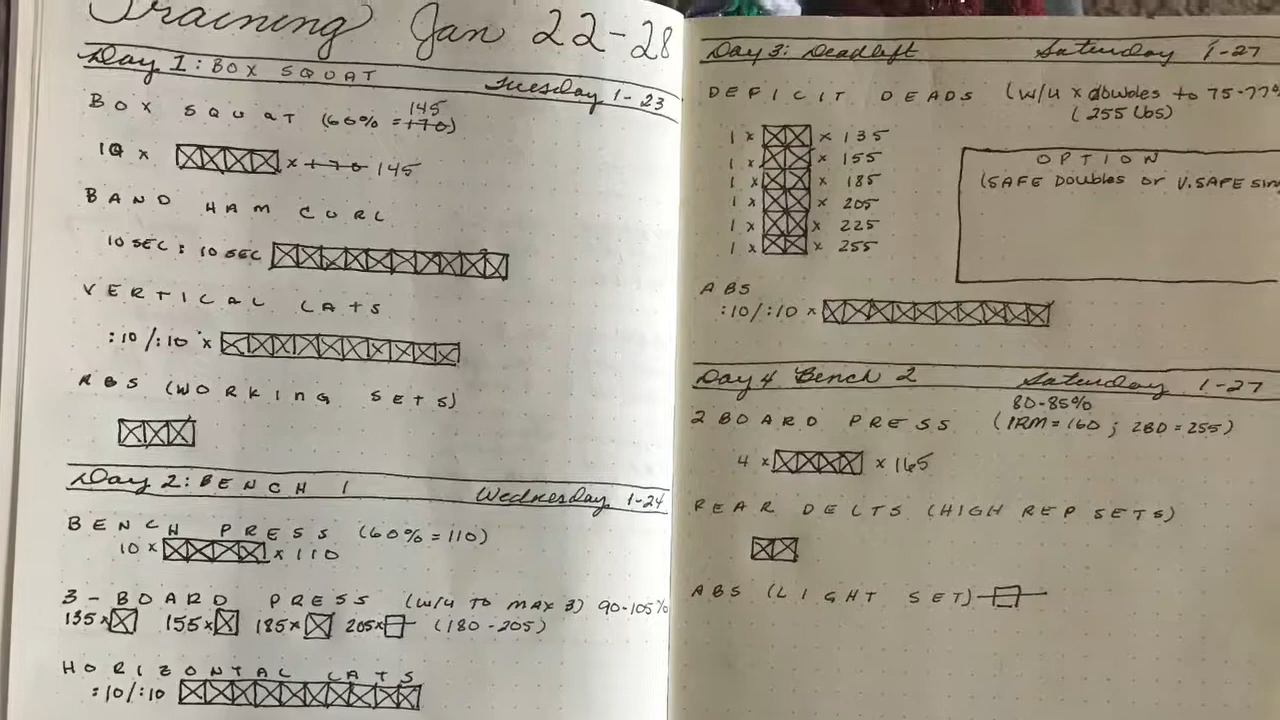 Training Jan 22-28
Day 1: BOX SQUAT Tuesday 1-23
BOX SQUAT (60% = 170) 145
10 x x 170 145
BAND HAM CURL
10 SEC : 10 SEC
VERTICAL LATS
:10/:10 x
ABS (WORKING SETS)
Day 2: BENCH 1 Wednesday 1-24
BENCH PRESS (60% = 110)
10 x x 110
3-BOARD PRESS (W/U TO MAX 3) 90-105%
135x 155x 185x 205x (180-205)
HORIZONTAL LATS
:10/:10
Day 3: Deadlift Saturday 1-27
DEFICIT DEADS (W/U x doubles to 75-77%
(255 lbs)
1 x x 135
1 x x 155
1 x x 185
1 x x 205
1 x x 225
1 x x 255
OPTION
(SAFE DOUBLES OR V.SAFE
ABS
:10/:10 x
Day 4 Bench 2 Saturday 1-27
80-85%
2 BOARD PRESS (1RM = 160 ; 2BD = 255)
4 x x 165
REAR DELTS (HIGH REP SETS)
ABS (LIGHT SET)